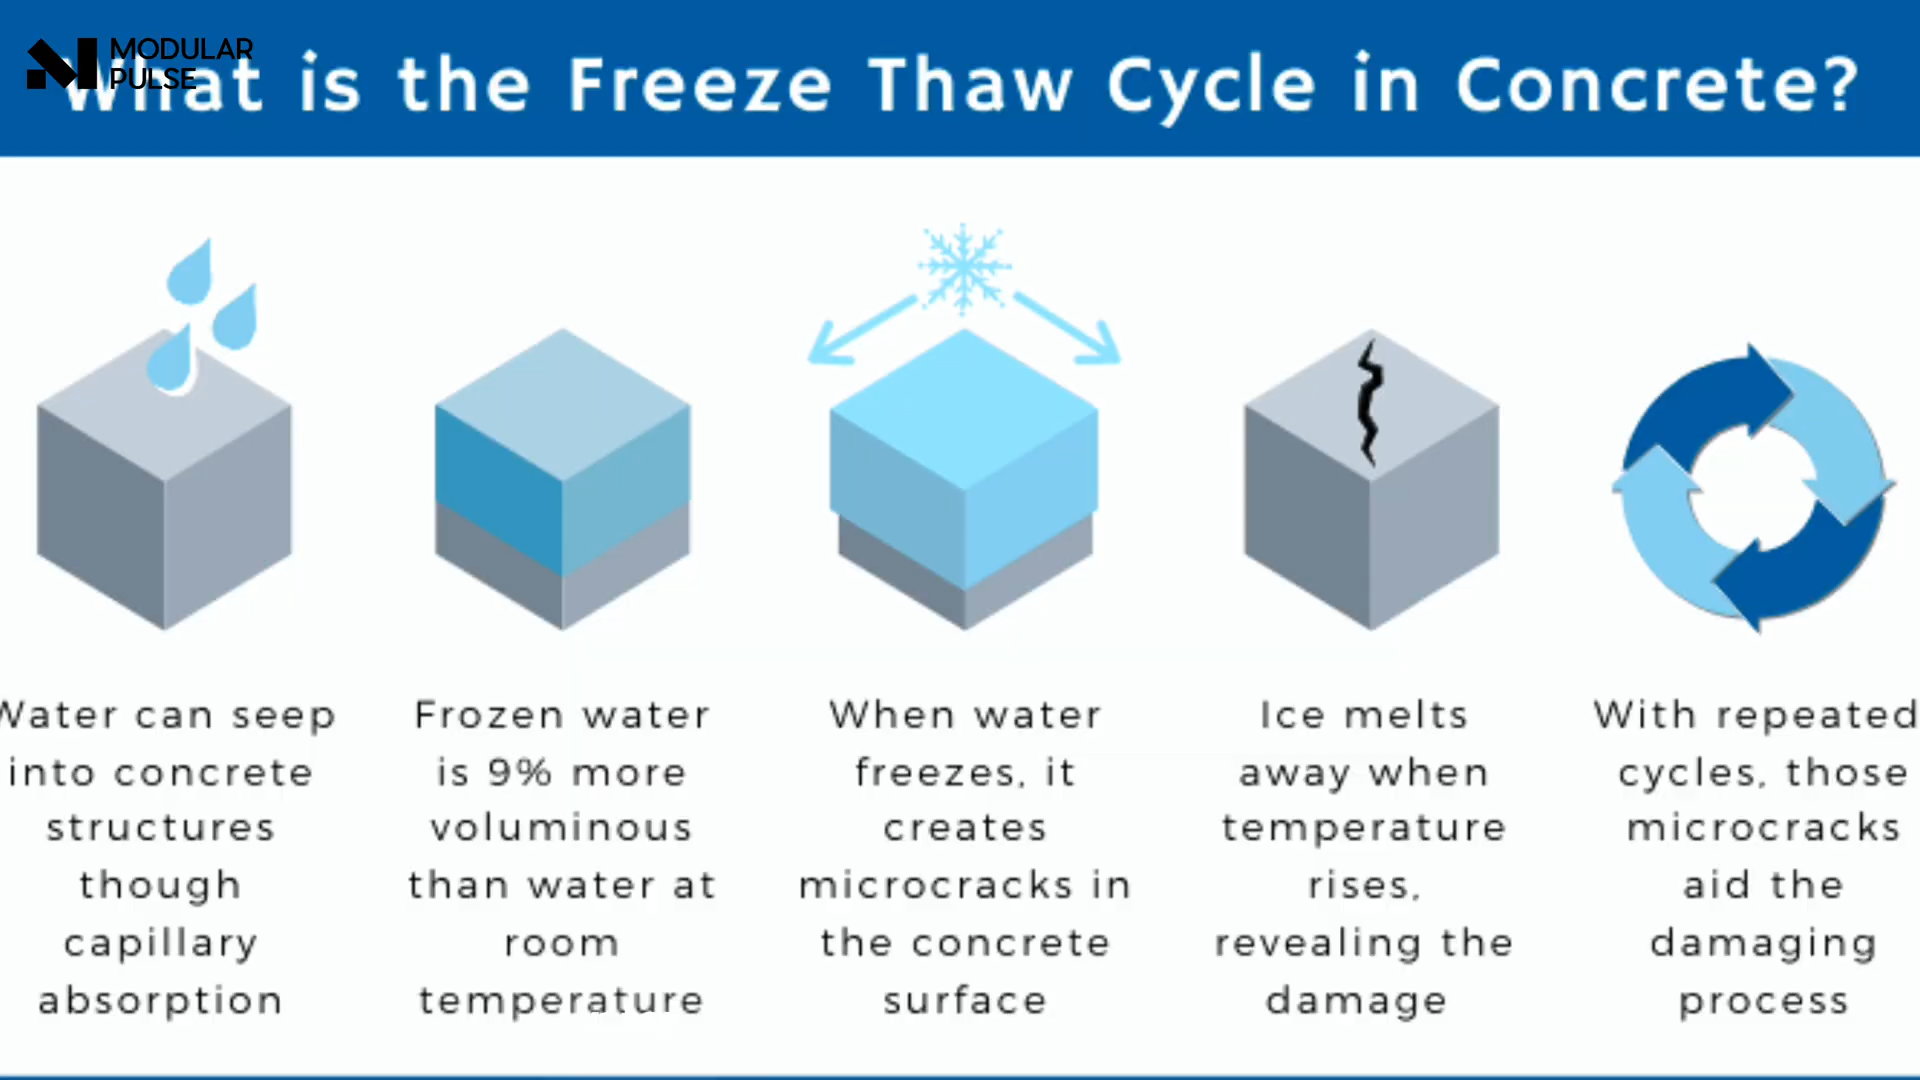 MODULAR
PULSE
What is the Freeze Thaw Cycle in Concrete?
Water can seep
into concrete
structures
though
capillary
absorption
Frozen water
is 9% more
voluminous
than water at
room
temperature
When water
freezes, it
creates
microcracks in
the concrete
surface
Ice melts
away when
temperature
rises,
revealing the
damage
With repeated
cycles, those
microcracks
aid the
damaging
process